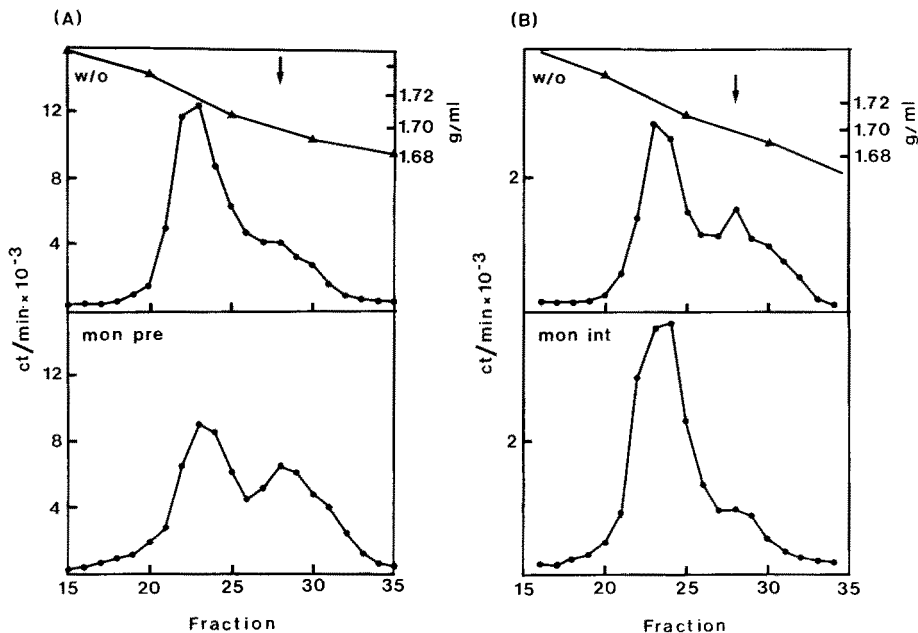 (A)
(B)
w/o
12
8
4
1.72
1.70
1.68
g/ml
w/o
2
1.72
1.70
1.68
g/ml
ct/min·× 10⁻³
ct/min × 10⁻³
mon pre
12
8
4
15 20 25 30 35
Fraction
mon int
2
15 20 25 30 35
Fraction